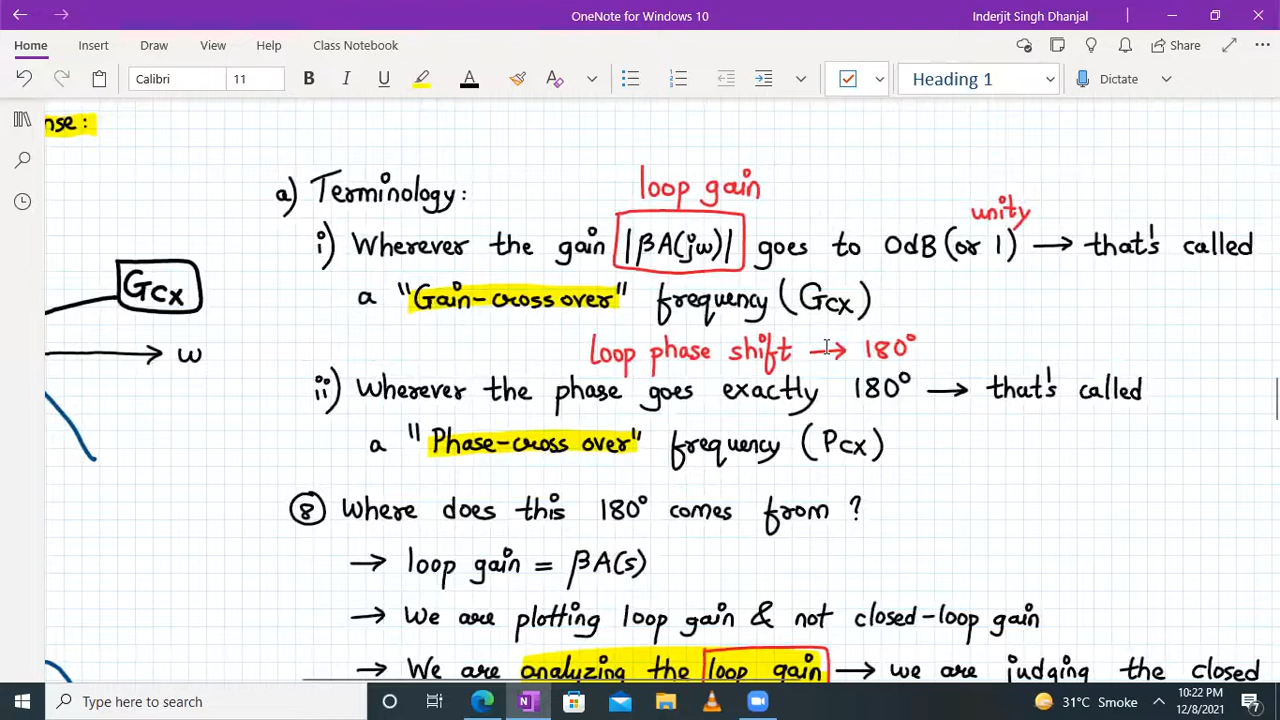 OneNote for Windows 10
Inderjit Singh Dhanjal
Home Insert Draw View Help Class Notebook
Share
Calibri 11 B I U A Heading 1 Dictate
nse:
a) Terminology:
loop gain
unity
i) Wherever the gain |βA(jω)| goes to 0dB (or 1) → that's called
a "Gain-cross over" frequency (Gcx)
Gcx
loop phase shift → 180°
ω
ii) Wherever the phase goes exactly 180° → that's called
a "Phase-cross over" frequency (Pcx)
⑧ Where does this 180° comes from ?
→ loop gain = βA(s)
→ We are plotting loop gain & not closed-loop gain
→ We are analyzing the loop gain → we are judging the closed
Type here to search
31°C Smoke
10:22 PM
12/8/2021
7